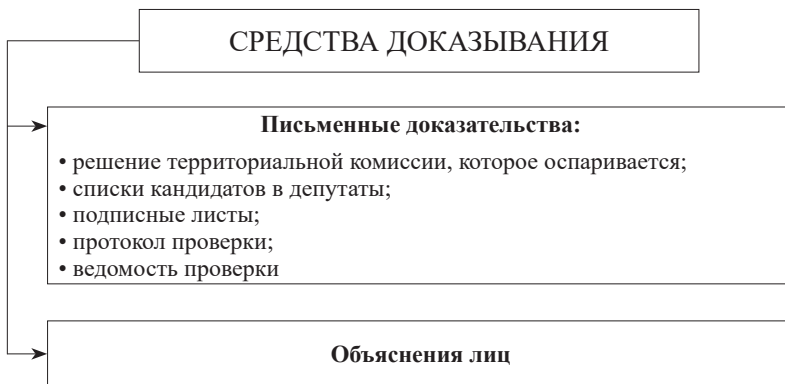 СРЕДСТВА ДОКАЗЫВАНИЯ
Письменные доказательства:
• решение территориальной комиссии, которое оспаривается;
• списки кандидатов в депутаты;
• подписные листы;
• протокол проверки;
• ведомость проверки
Объяснения лиц